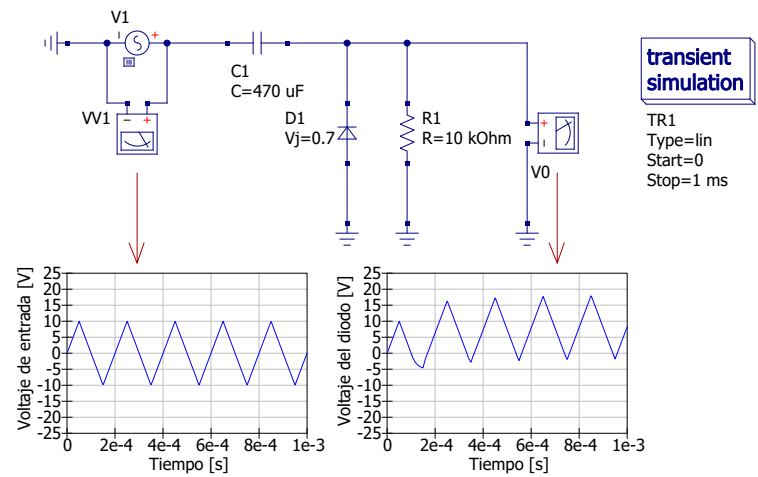 V1
C1
C=470 uF
VV1
D1
Vj=0.7
R1
R=10 kOhm
V0
transient
simulation
TR1
Type=lin
Start=0
Stop=1 ms
Voltaje de entrada [V]
25
20
15
10
5
0
-5
-10
-15
-20
-25
0 2e-4 4e-4 6e-4 8e-4 1e-3
Tiempo [s]
Voltaje del diodo [V]
25
20
15
10
5
0
-5
-10
-15
-20
-25
0 2e-4 4e-4 6e-4 8e-4 1e-3
Tiempo [s]